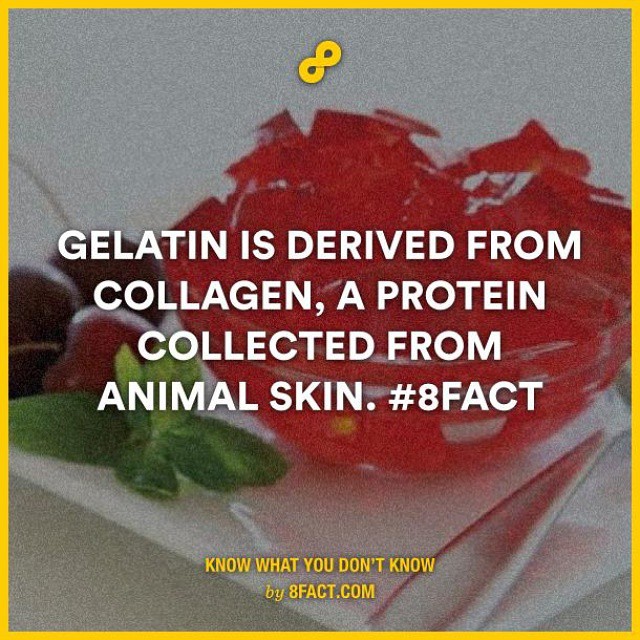 GELATIN IS DERIVED FROM
COLLAGEN, A PROTEIN
COLLECTED FROM
ANIMAL SKIN. #8FACT
KNOW WHAT YOU DON'T KNOW
by 8FACT.COM